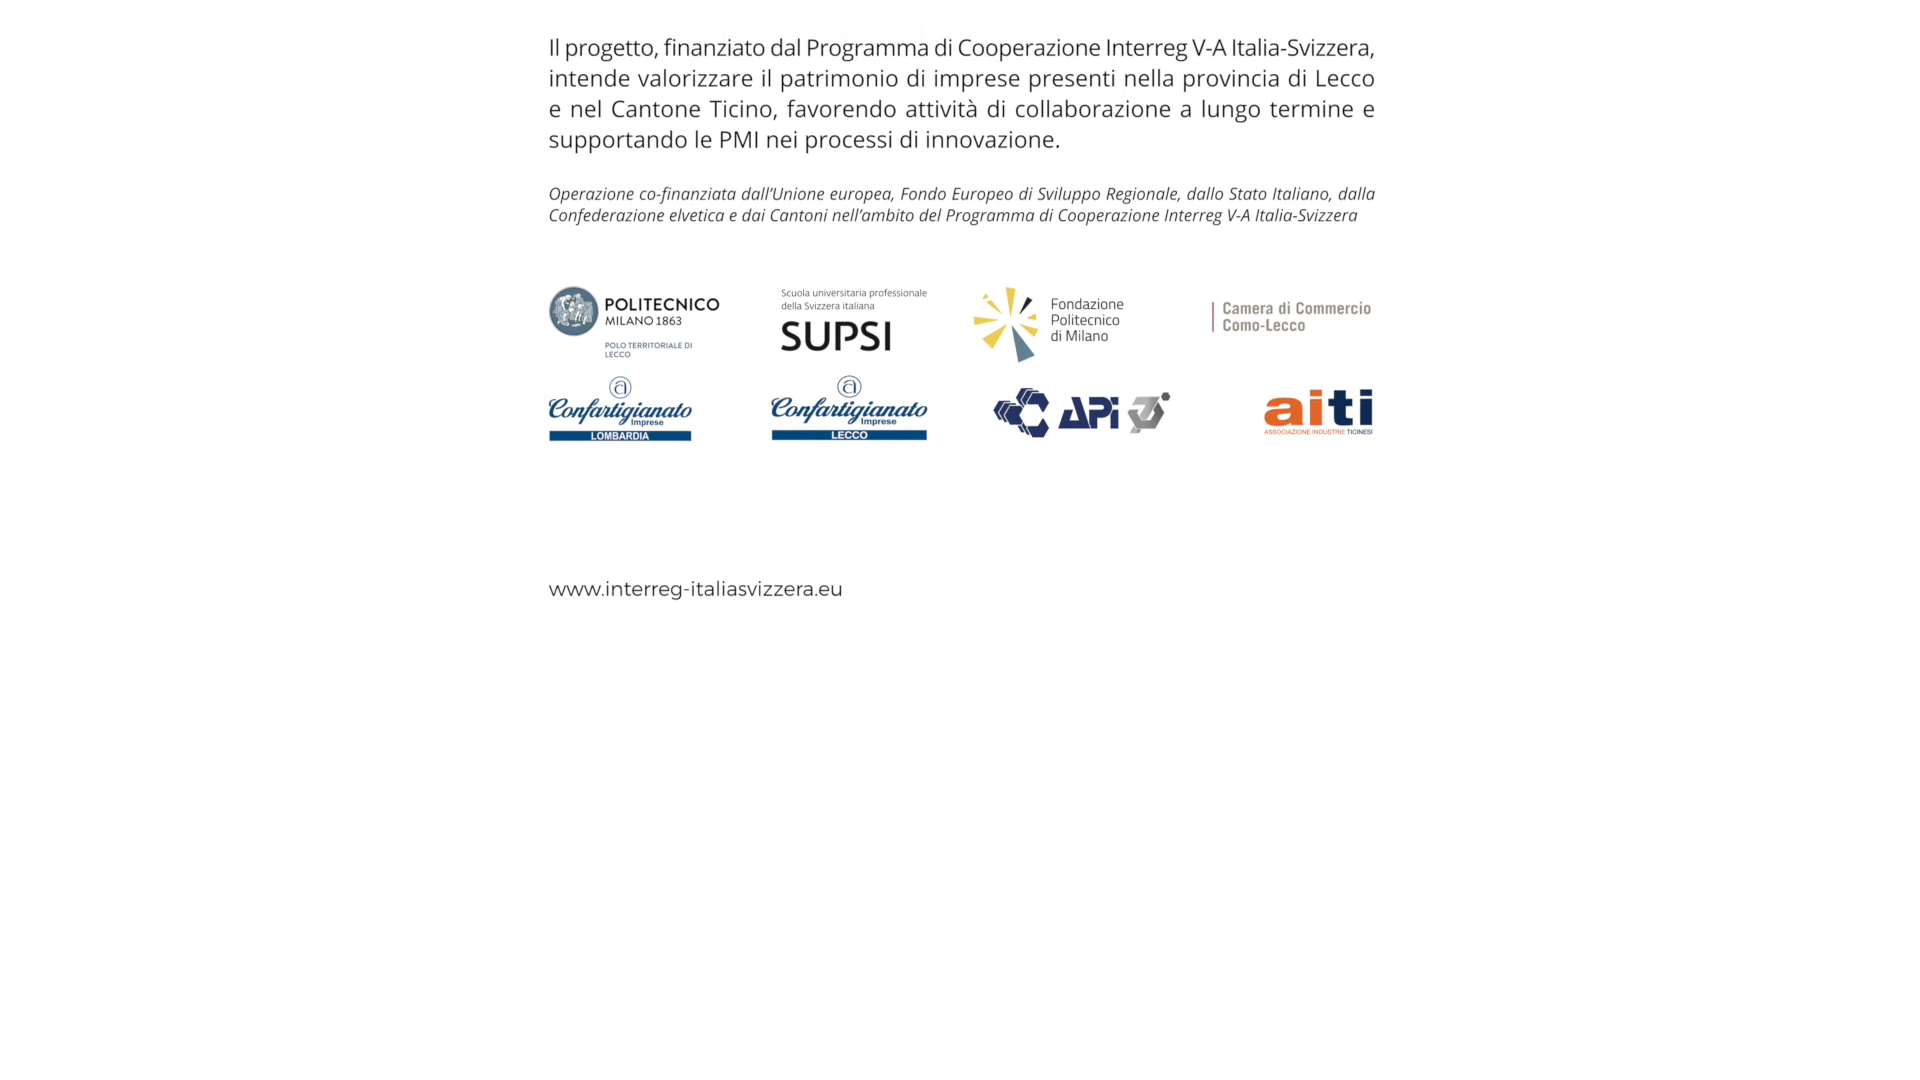 Il progetto, finanziato dal Programma di Cooperazione Interreg V-A Italia-Svizzera,
intende valorizzare il patrimonio di imprese presenti nella provincia di Lecco
e nel Cantone Ticino, favorendo attività di collaborazione a lungo termine e
supportando le PMI nei processi di innovazione.
Operazione co-finanziata dall'Unione europea, Fondo Europeo di Sviluppo Regionale, dallo Stato Italiano, dalla
Confederazione elvetica e dai Cantoni nell'ambito del Programma di Cooperazione Interreg V-A Italia-Svizzera
POLITECNICO
MILANO 1863
POLO TERRITORIALE DI
LECCO
Scuola universitaria professionale
della Svizzera italiana
SUPSI
Fondazione
Politecnico
di Milano
Camera di Commercio
Como-Lecco
a
Confartigianato
Imprese
LOMBARDIA
a
Confartigianato
Imprese
LECCO
API
aiti
ASSOCIAZIONE INDUSTRIE TICINESI
www.interreg-italiasvizzera.eu